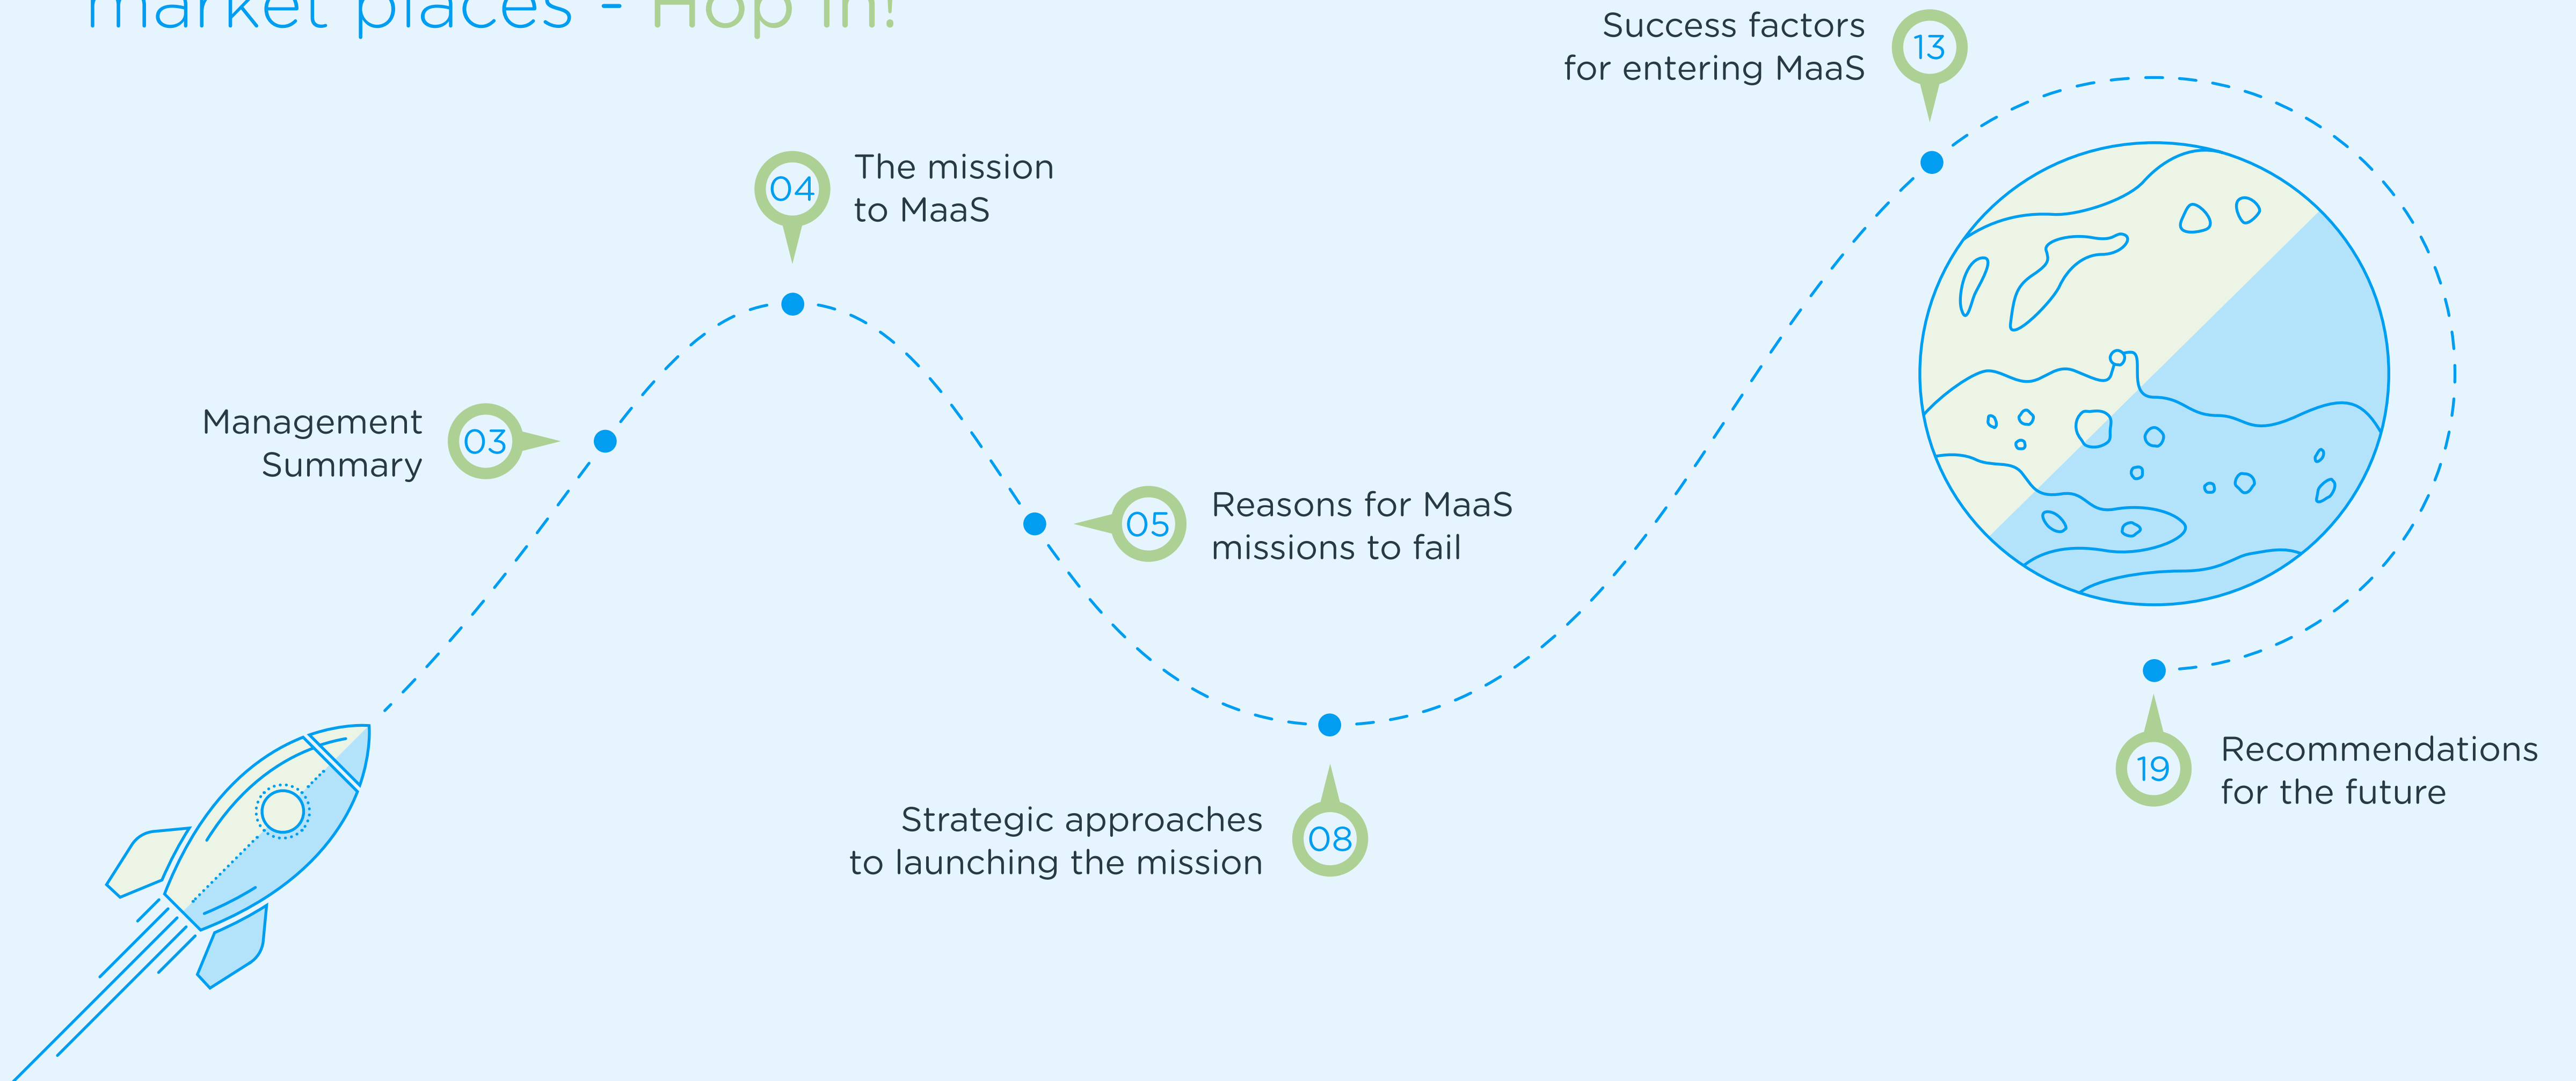 market places - Hop in!
Success factors
for entering MaaS
13
04
The mission
to MaaS
Management
Summary
03
05
Reasons for MaaS
missions to fail
Strategic approaches
to launching the mission
08
19
Recommendations
for the future